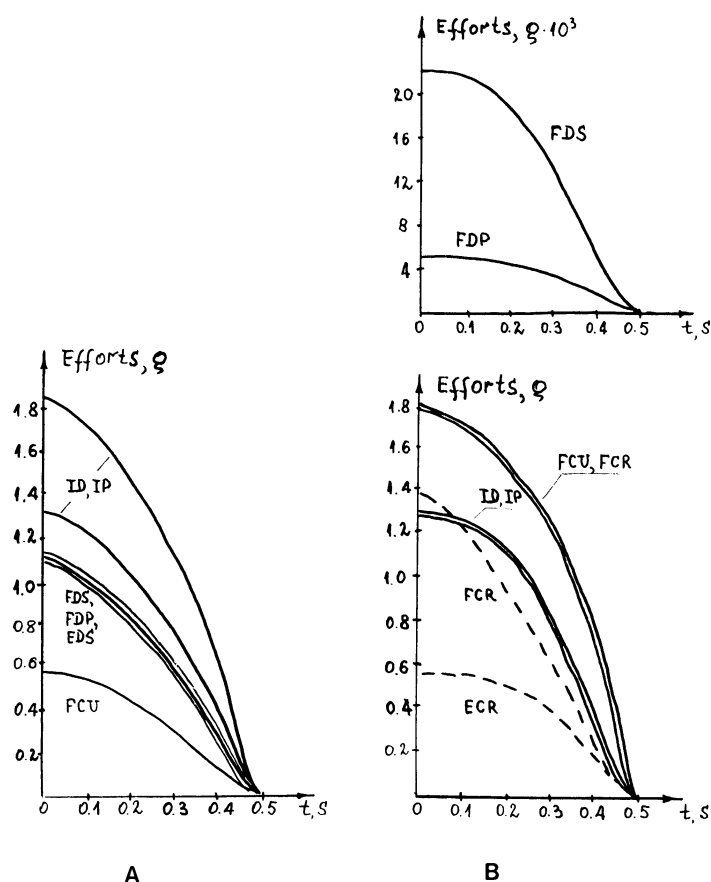 Efforts, g·10³
20
16
12
8
4
FDS
FDP
0 0.1 0.2 0.3 0.4 0.5 t, s
Efforts, g
1.8
1.6
1.4
1.2
1.0
0.8
0.6
0.4
0.2
ID, IP
FDS,
FDP,
EDS
FCU
0 0.1 0.2 0.3 0.4 0.5 t, s
A
Efforts, g
1.8
1.6
1.4
1.2
1.0
0.8
0.6
0.4
0.2
FCU, FCR
ID, IP
FCR
ECR
0 0.1 0.2 0.3 0.4 0.5 t, s
B